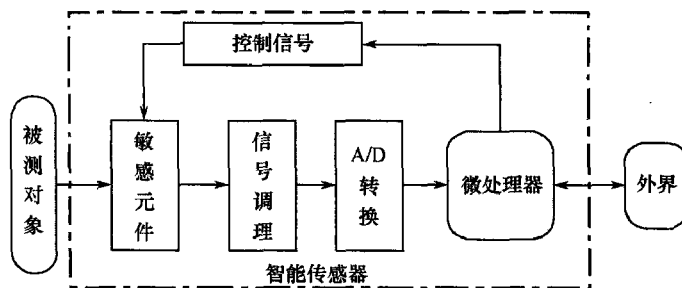 控制信号
被测对象
敏感元件
信号调理
A/D
转换
微处理器
外界
智能传感器